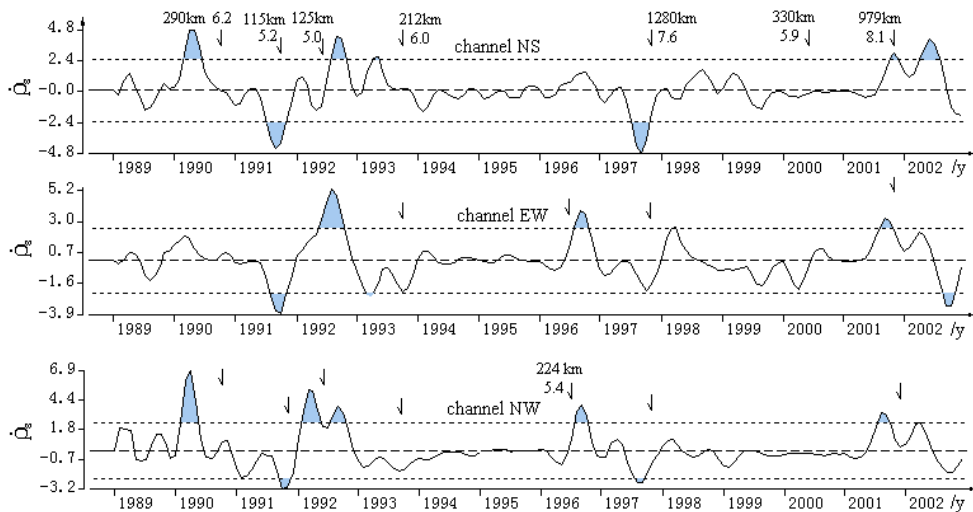 290km 6.2 115km 125km 212km 1280km 330km 979km
5.2 5.0 6.0 7.6 5.9 8.1
channel NS
4.8
2.4
-0.0
-2.4
-4.8
ρ̇s
1989 1990 1991 1992 1993 1994 1995 1996 1997 1998 1999 2000 2001 2002 /y
channel EW
5.2
3.0
0.7
-1.6
-3.9
ρ̇s
1989 1990 1991 1992 1993 1994 1995 1996 1997 1998 1999 2000 2001 2002 /y
224 km
5.4
channel NW
6.9
4.4
1.8
-0.7
-3.2
ρ̇s
1989 1990 1991 1992 1993 1994 1995 1996 1997 1998 1999 2000 2001 2002 /y